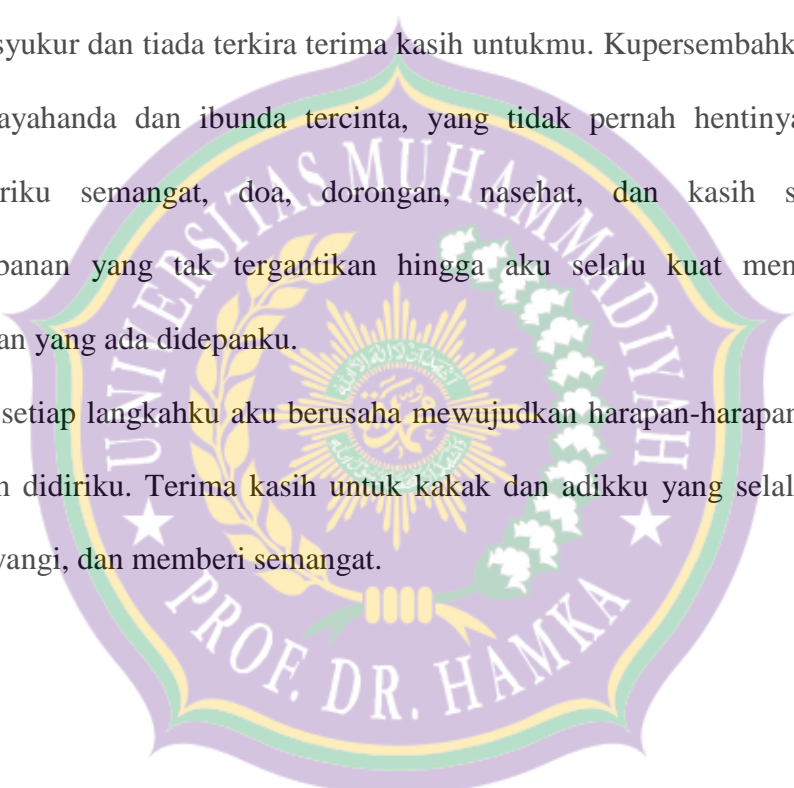 syukur dan tiada terkira terima kasih untukmu. Kupersembahk
ayahanda dan ibunda tercinta, yang tidak pernah hentinya
riku semangat, doa, dorongan, nasehat, dan kasih s
banan yang tak tergantikan hingga aku selalu kuat men
an yang ada didepanku.
setiap langkahku aku berusaha mewujudkan harapan-harapan
n didiriku. Terima kasih untuk kakak dan adikku yang selal
yangi, dan memberi semangat.
UNIVERSITAS MUHAMMADIYAH
PROF. DR. HAMKA